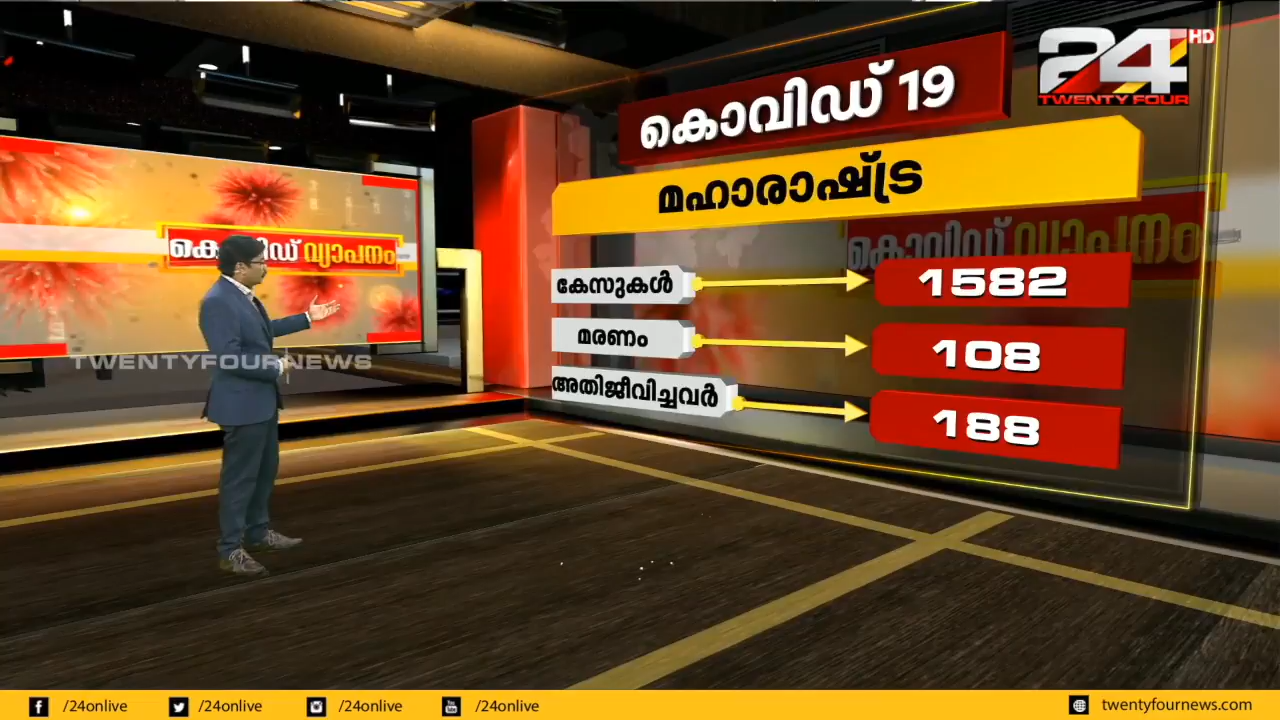 24 HD
TWENTY FOUR
കൊവിഡ് 19
മഹാരാഷ്ട്ര
കൊവിഡ് വ്യാപനം
കൊവിഡ് വ്യാപനം
കേസുകൾ 1582
മരണം 108
അതിജീവിച്ചവർ 188
TWENTYFOURNEWS
/24onlive /24onlive /24onlive /24onlive twentyfournews.com